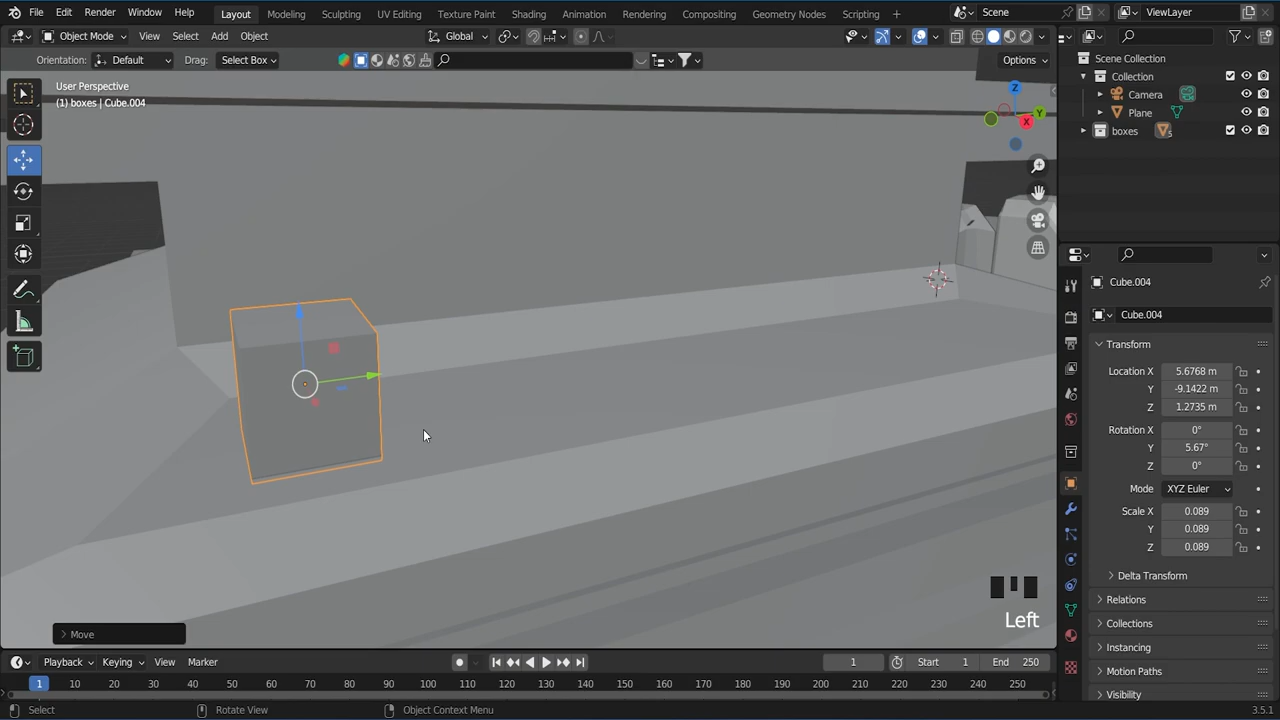 File Edit Render Window Help Layout Modeling Sculpting UV Editing Texture Paint Shading Animation Rendering Compositing Geometry Nodes Scripting + Scene ViewLayer
Object Mode View Select Add Object Global Options
Orientation: Default Drag: Select Box
User Perspective
(1) boxes | Cube.004
Z
Y
X
Scene Collection
Collection
Camera
Plane
boxes 5
Cube.004
Cube.004
Transform
Location X 5.6768 m
Y -9.1422 m
Z 1.2735 m
Rotation X 0°
Y 5.67°
Z 0°
Mode XYZ Euler
Scale X 0.089
Y 0.089
Z 0.089
Delta Transform
Relations
Collections
Instancing
Motion Paths
Visibility
Left
Move
Playback Keying View Marker 1 Start 1 End 250
1 10 20 30 40 50 60 70 80 90 100 110 120 130 140 150 160 170 180 190 200 210 220 230 240 250
Select Rotate View Object Context Menu 3.5.1